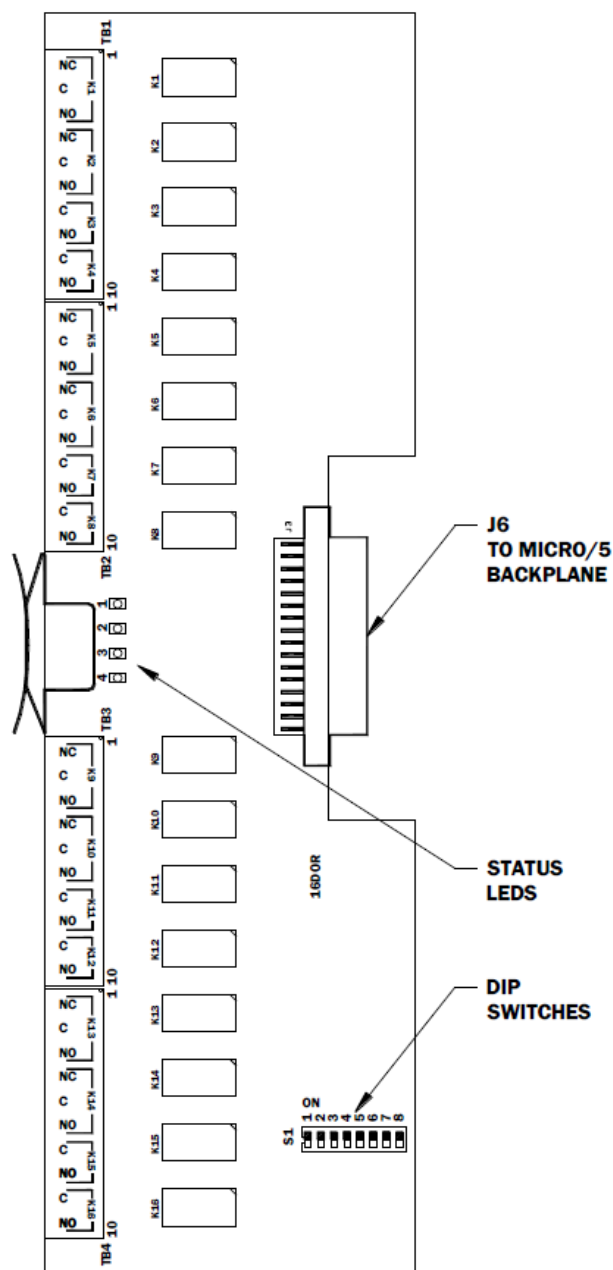 TB1
1
NC
C
K1
NO
NC
C
K2
NO
C
K3
NO
C
K4
NO
10
K1
K2
K3
K4
1
NC
C
K5
NO
NC
C
K6
NO
C
K7
NO
C
K8
NO
10
TB2
K5
K6
K7
K8
J3
J6
TO MICRO/5
BACKPLANE
1
2
3
4
STATUS
LEDS
TB3
1
NC
C
K9
NO
NC
C
K10
NO
C
K11
NO
C
K12
NO
10
K9
K10
K11
K12
16DOR
1
NC
C
K13
NO
NC
C
K14
NO
C
K15
NO
C
K16
NO
10
TB4
K13
K14
K15
K16
DIP
SWITCHES
ON
1 2 3 4 5 6 7 8
S1